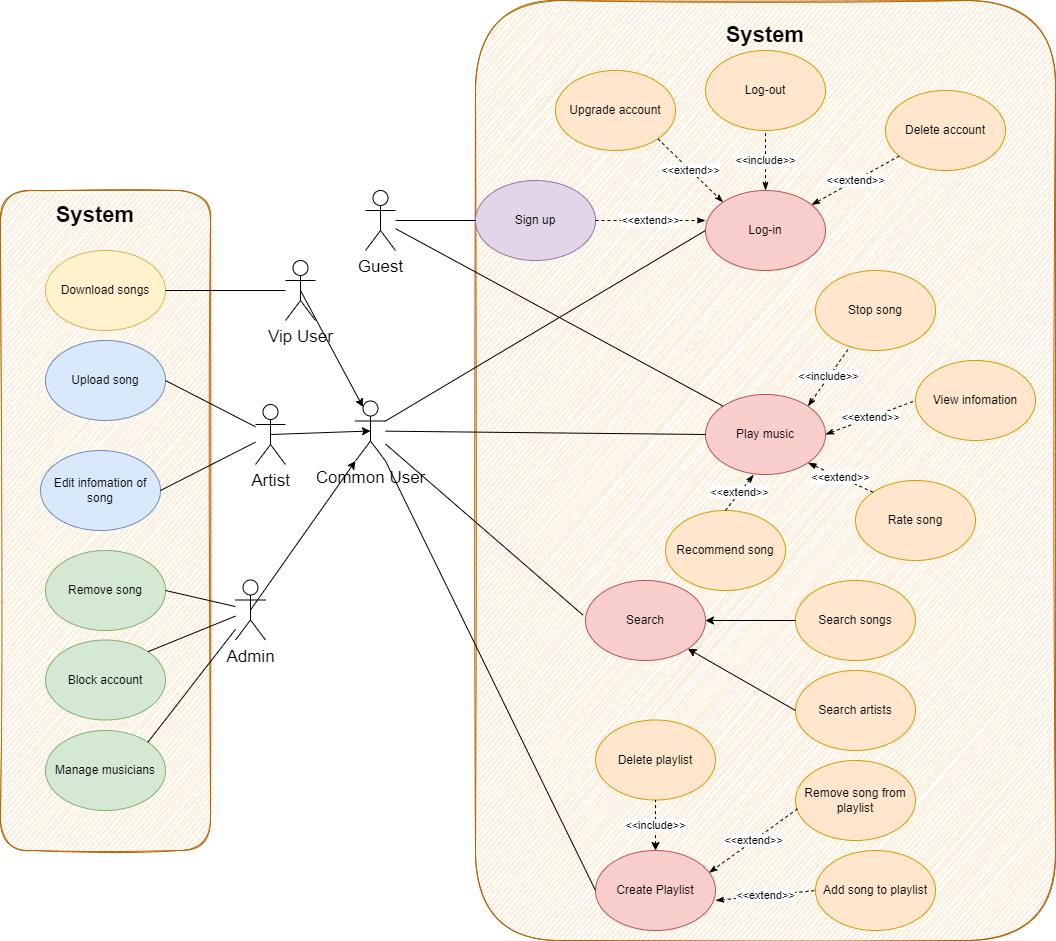 System
Upgrade account
Log-out
Delete account
<<extend>>
<<include>>
<<extend>>
Sign up
<<extend>>
Log-in
Guest
System
Download songs
Vip User
Upload song
Edit infomation of
song
Artist
Common User
Remove song
Block account
Manage musicians
Admin
Stop song
<<include>>
View infomation
<<extend>>
Play music
<<extend>>
Rate song
<<extend>>
Recommend song
Search
Search songs
Search artists
Delete playlist
<<include>>
Remove song from
playlist
<<extend>>
Create Playlist
<<extend>>
Add song to playlist